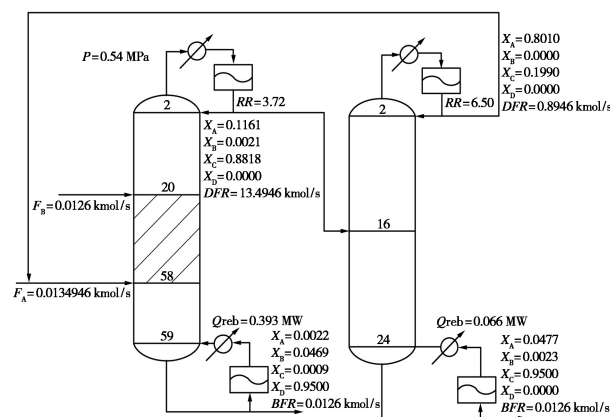 P=0.54 MPa
2
RR=3.72
X_A=0.1161
X_B=0.0021
X_C=0.8818
X_D=0.0000
DFR=13.4946 kmol/s
20
F_B=0.0126 kmol/s
58
F_A=0.0134946 kmol/s
59
Qreb=0.393 MW
X_A=0.0022
X_B=0.0469
X_C=0.0009
X_D=0.9500
BFR=0.0126 kmol/s
2
RR=6.50
X_A=0.8010
X_B=0.0000
X_C=0.1990
X_D=0.0000
DFR=0.8946 kmol/s
16
24
Qreb=0.066 MW
X_A=0.0477
X_B=0.0023
X_C=0.9500
X_D=0.0000
BFR=0.0126 kmol/s